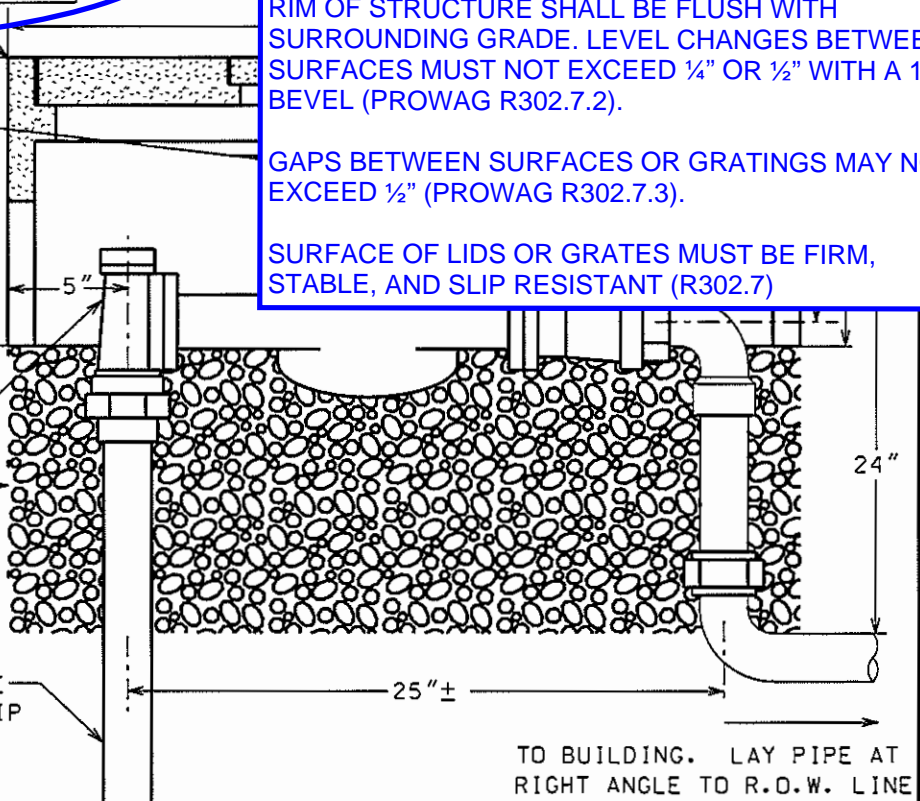 RIM OF STRUCTURE SHALL BE FLUSH WITH
SURROUNDING GRADE. LEVEL CHANGES
SURFACES MUST NOT EXCEED ¼” OR ½” WITH A
BEVEL (PROWAG R302.7.2).
GAPS BETWEEN SURFACES OR GRATINGS MAY
EXCEED ½” (PROWAG R302.7.3).
SURFACE OF LIDS OR GRATES MUST BE FIRM,
STABLE, AND SLIP RESISTANT (R302.7)
5"
24"
25"±
TO BUILDING. LAY PIPE AT
RIGHT ANGLE TO R.O.W. LINE